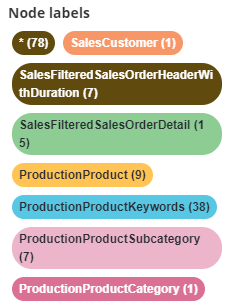 Node labels
* (78) SalesCustomer (1)
SalesFilteredSalesOrderHeaderWi
thDuration (7)
SalesFilteredSalesOrderDetail (1
5)
ProductionProduct (9)
ProductionProductKeywords (38)
ProductionProductSubcategory
(7)
ProductionProductCategory (1)